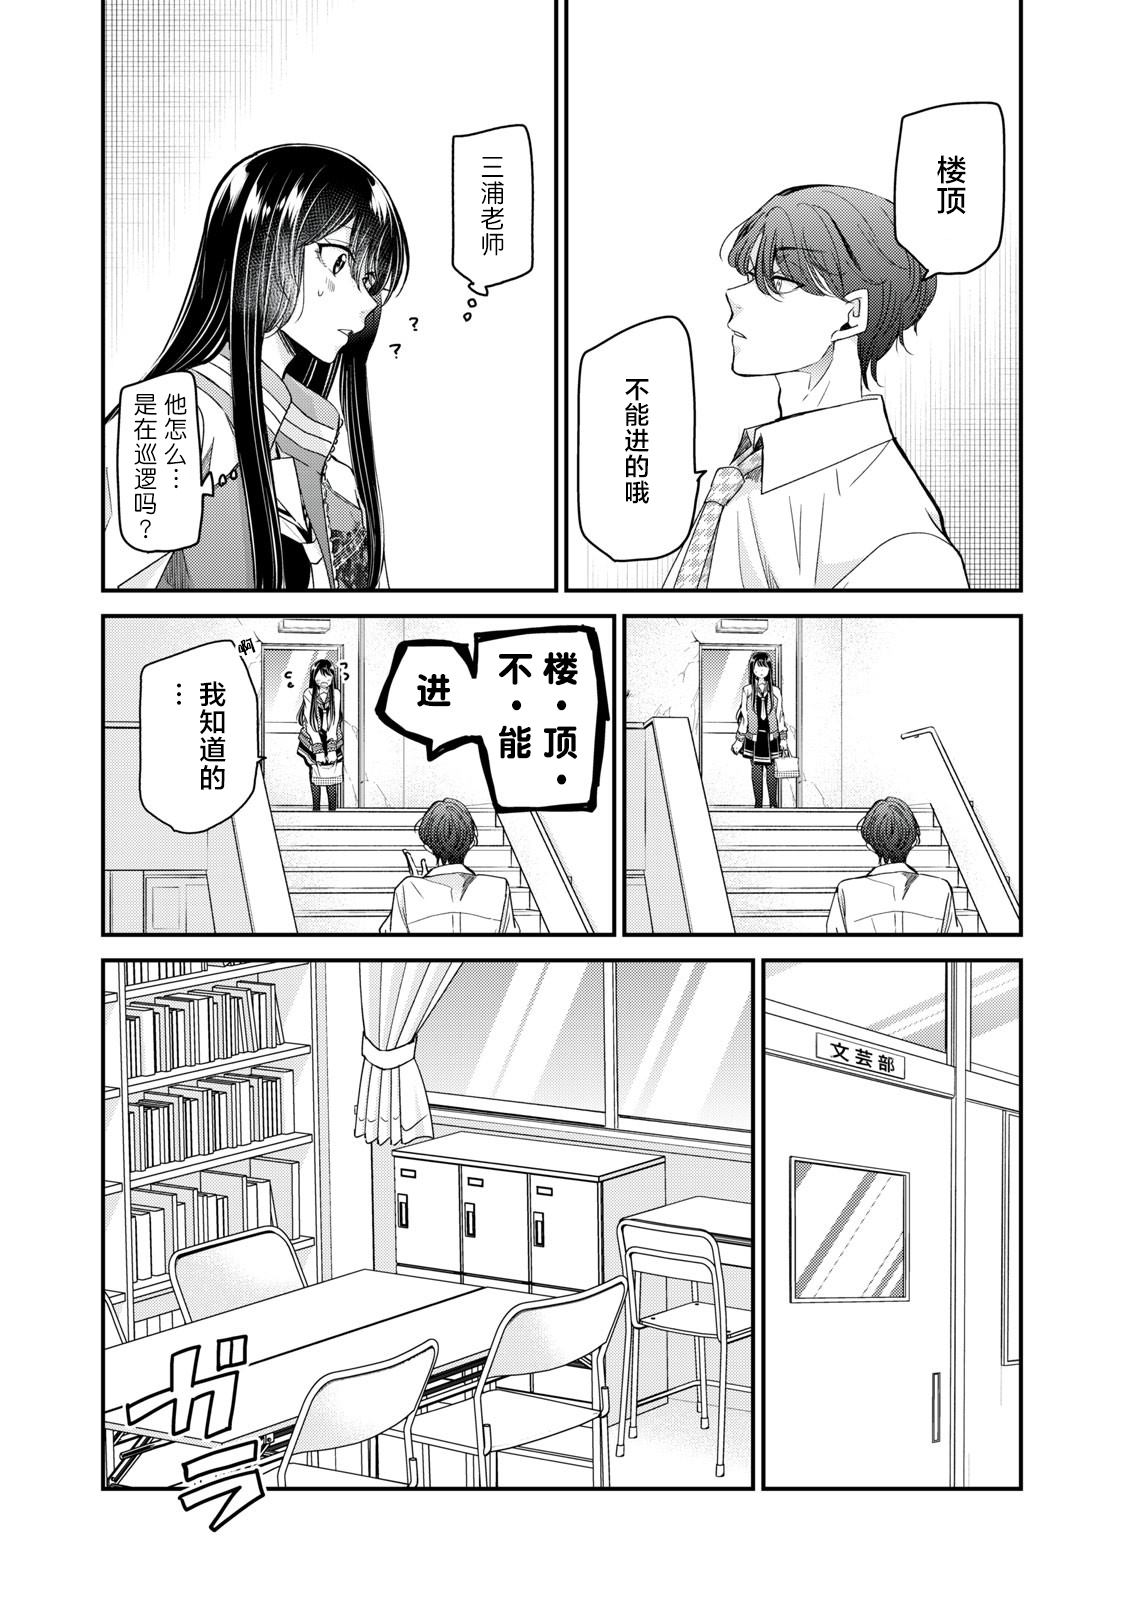 楼顶
不能进的哦
三浦老师
?
?
他怎么…
是在巡逻吗?
楼·顶·
不·能
进
啊
我知道的
…
文芸部
ガ
ラ